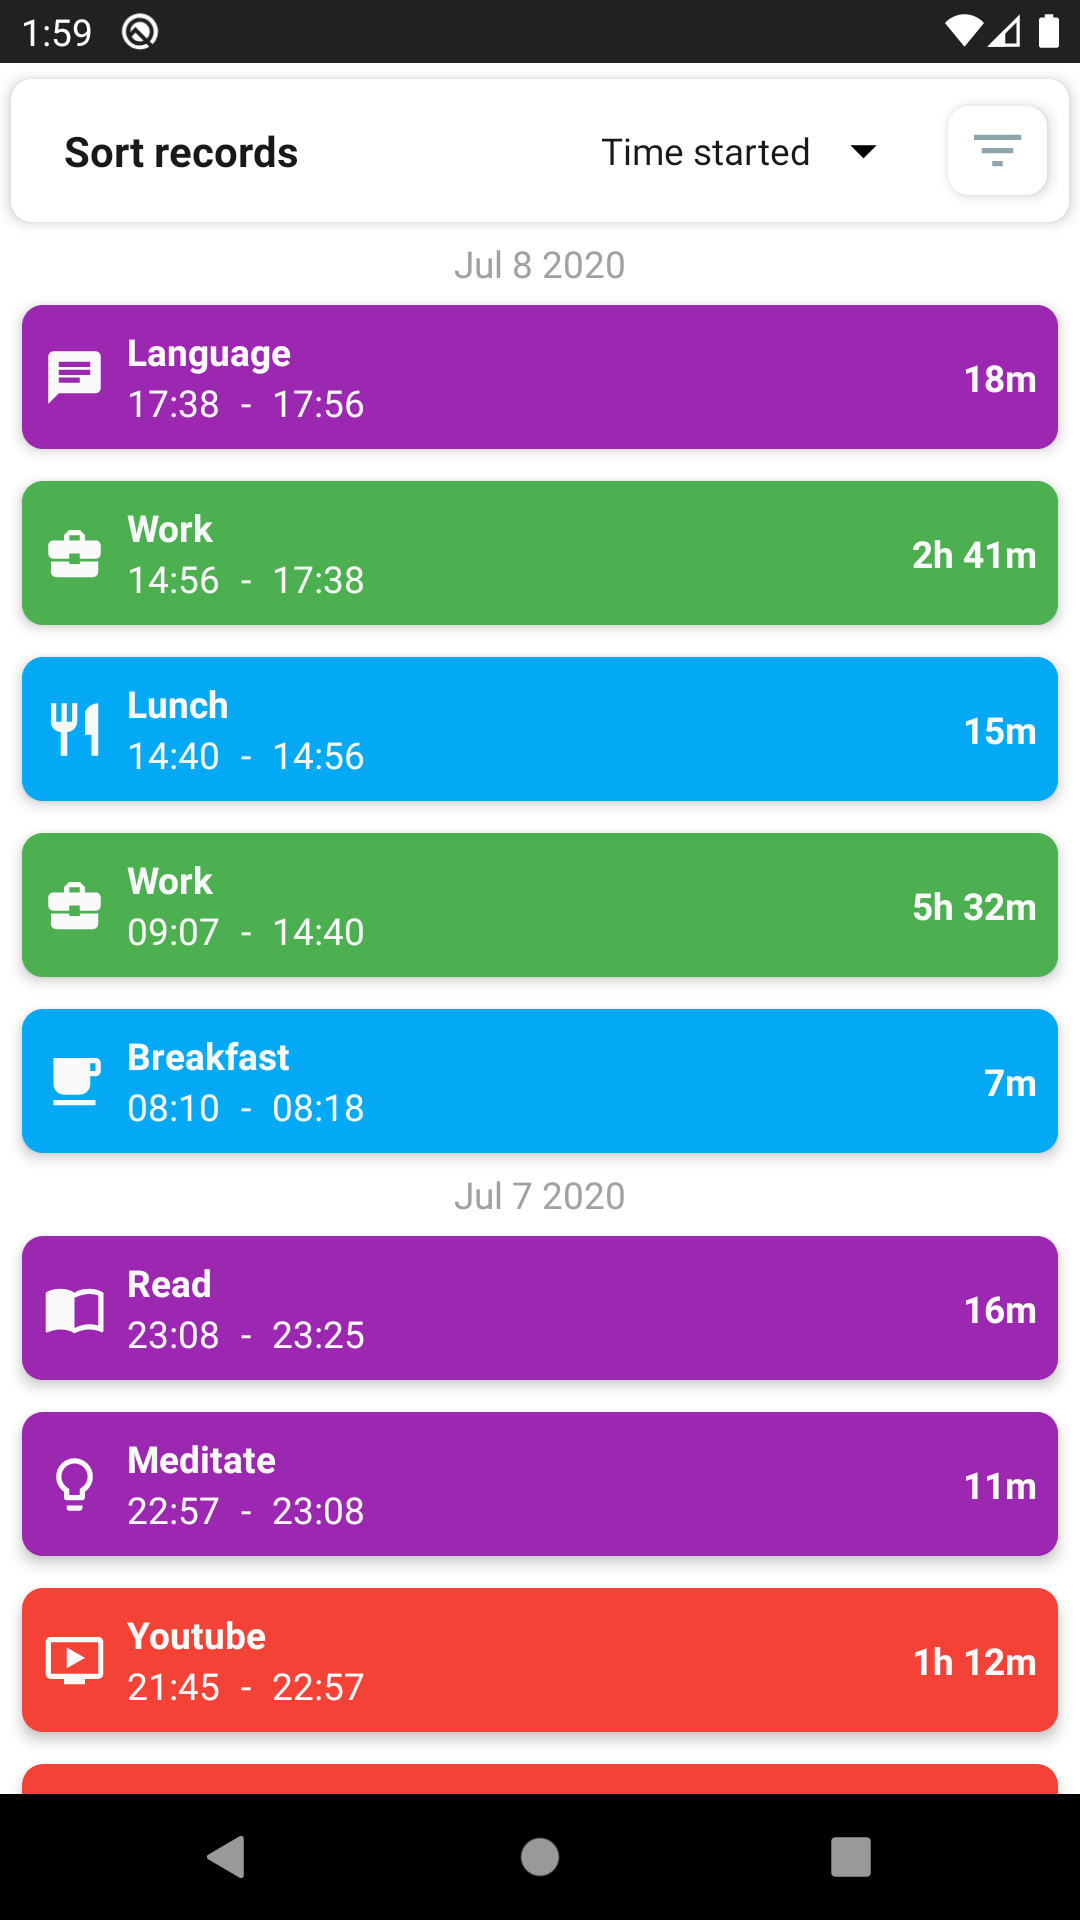 1:59
Sort records
Time started
Jul 8 2020
Language
17:38 - 17:56
18m
Work
14:56 - 17:38
2h 41m
Lunch
14:40 - 14:56
15m
Work
09:07 - 14:40
5h 32m
Breakfast
08:10 - 08:18
7m
Jul 7 2020
Read
23:08 - 23:25
16m
Meditate
22:57 - 23:08
11m
Youtube
21:45 - 22:57
1h 12m